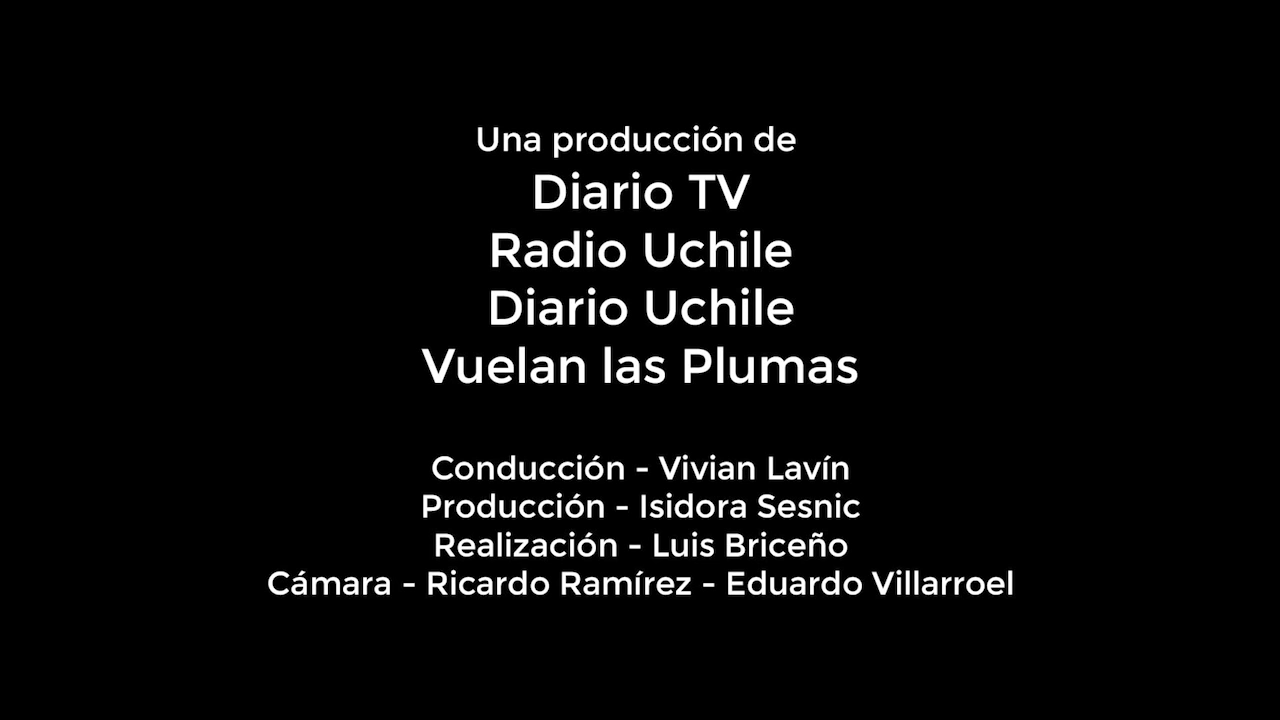 Una producción de
Diario TV
Radio Uchile
Diario Uchile
Vuelan las Plumas
Conducción - Vivian Lavín
Producción - Isidora Sesnic
Realización - Luis Briceño
Cámara - Ricardo Ramírez - Eduardo Villarroel